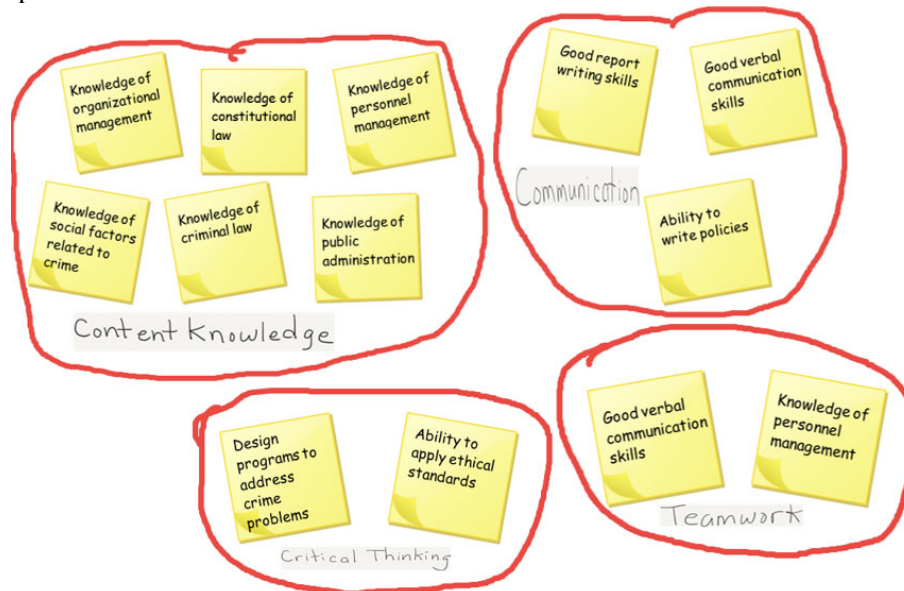 Knowledge of
organizational
management
Knowledge of
constitutional
law
Knowledge of
personnel
management
Knowledge of
social factors
related to
crime
Knowledge of
criminal law
Knowledge of
public
administration
Content Knowledge
Good report
writing skills
Good verbal
communication
skills
Communication
Ability to
write policies
Design
programs to
address
crime
problems
Ability to
apply ethical
standards
Critical Thinking
Good verbal
communication
skills
Knowledge of
personnel
management
Teamwork